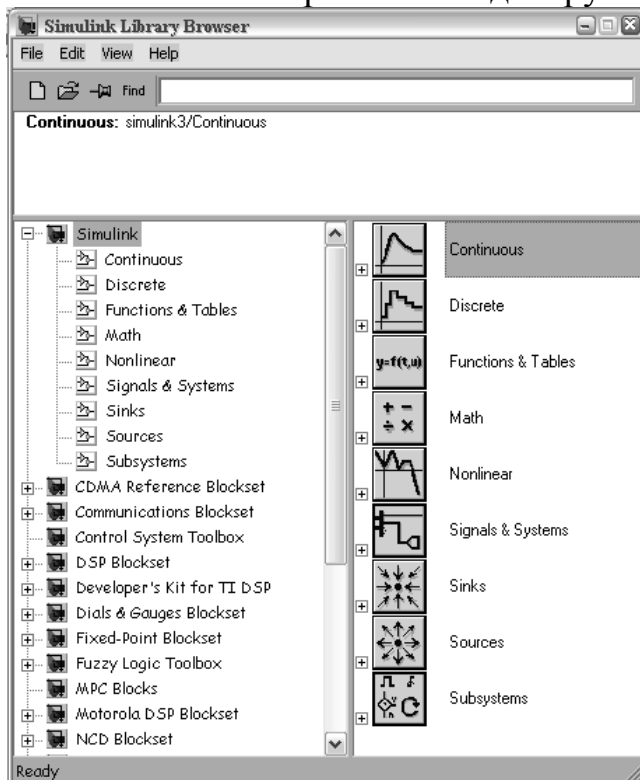 Simulink Library Browser
File Edit View Help
Find
Continuous: simulink3/Continuous
Simulink
Continuous
Discrete
Functions & Tables
Math
Nonlinear
Signals & Systems
Sinks
Sources
Subsystems
CDMA Reference Blockset
Communications Blockset
Control System Toolbox
DSP Blockset
Developer's Kit for TI DSP
Dials & Gauges Blockset
Fixed-Point Blockset
Fuzzy Logic Toolbox
MPC Blocks
Motorola DSP Blockset
NCD Blockset
Continuous
Discrete
y=f(t,u)
Functions & Tables
+ -
÷ ×
Math
Nonlinear
Signals & Systems
Sinks
Sources
Subsystems
Ready